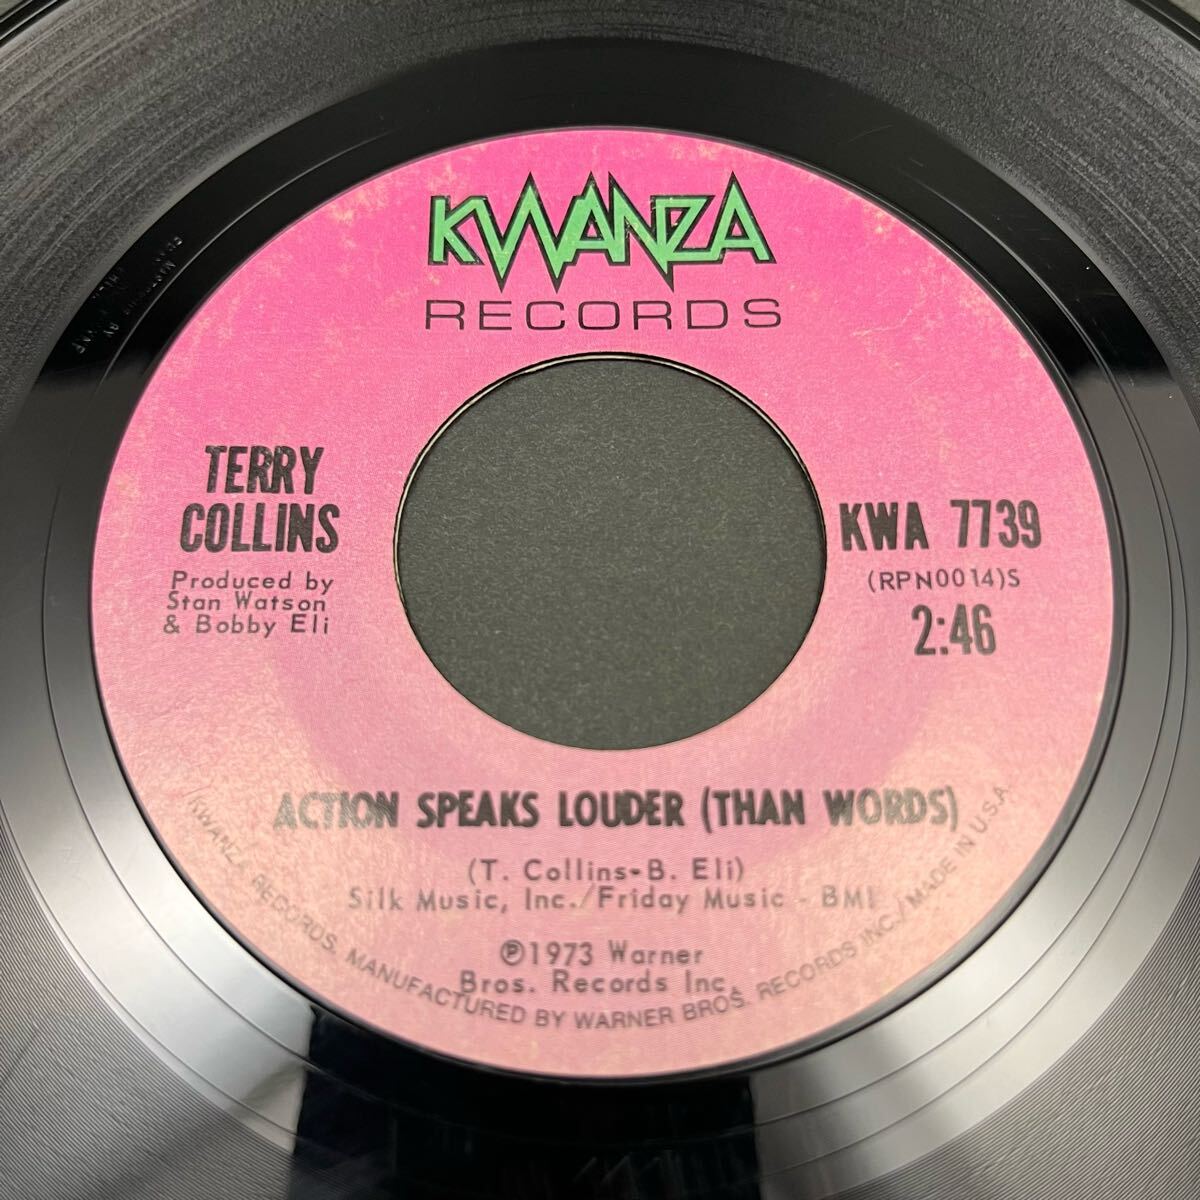 KWANZA
RECORDS
TERRY
COLLINS
Produced by
Stan Watson
& Bobby Eli
KWA 7739
(RPN0014)S
2:46
ACTION SPEAKS LOUDER (THAN WORDS)
(T. Collins-B. Eli)
Silk Music, Inc./Friday Music - BMI
℗1973 Warner
Bros. Records Inc.
KWANZA RECORDS. MANUFACTURED BY WARNER BROS. RECORDS INC./MADE IN U.S.A.